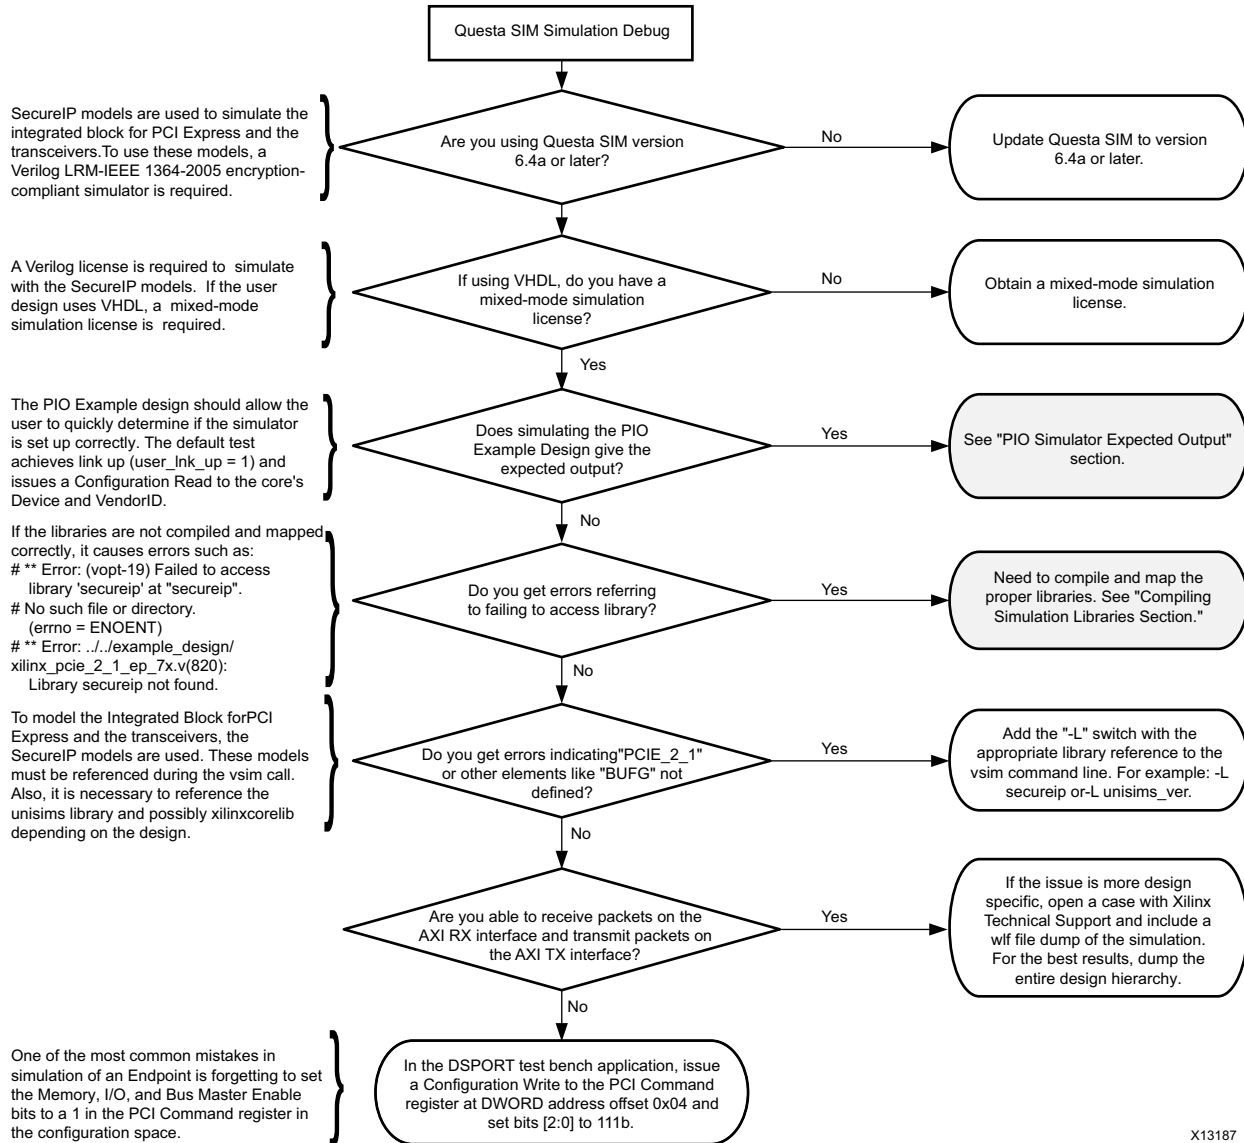 Questa SIM Simulation Debug
SecureIP models are used to simulate the
integrated block for PCI Express and the
transceivers.To use these models, a
Verilog LRM-IEEE 1364-2005 encryption-
compliant simulator is required.
Are you using Questa SIM version
6.4a or later?
No
Update Questa SIM to version
6.4a or later.
A Verilog license is required to simulate
with the SecureIP models. If the user
design uses VHDL, a mixed-mode
simulation license is required.
If using VHDL, do you have a
mixed-mode simulation
license?
No
Obtain a mixed-mode simulation
license.
Yes
The PIO Example design should allow the
user to quickly determine if the simulator
is set up correctly. The default test
achieves link up (user_lnk_up = 1) and
issues a Configuration Read to the core's
Device and VendorID.
Does simulating the PIO
Example Design give the
expected output?
Yes
See "PIO Simulator Expected Output"
section.
No
If the libraries are not compiled and mapped
correctly, it causes errors such as:
# ** Error: (vopt-19) Failed to access
library 'secureip' at "secureip".
# No such file or directory.
(errno = ENOENT)
# ** Error: ../../example_design/
xilinx_pcie_2_1_ep_7x.v(820):
Library secureip not found.
Do you get errors referring
to failing to access library?
Yes
Need to compile and map the
proper libraries. See "Compiling
Simulation Libraries Section."
No
To model the Integrated Block forPCI
Express and the transceivers, the
SecureIP models are used. These models
must be referenced during the vsim call.
Also, it is necessary to reference the
unisims library and possibly xilinxcorelib
depending on the design.
Do you get errors indicating"PCIE_2_1"
or other elements like "BUFG" not
defined?
Yes
Add the "-L" switch with the
appropriate library reference to the
vsim command line. For example: -L
secureip or-L unisims_ver.
No
Are you able to receive packets on the
AXI RX interface and transmit packets on
the AXI TX interface?
Yes
If the issue is more design
specific, open a case with Xilinx
Technical Support and include a
wlf file dump of the simulation.
For the best results, dump the
entire design hierarchy.
No
One of the most common mistakes in
simulation of an Endpoint is forgetting to set
the Memory, I/O, and Bus Master Enable
bits to a 1 in the PCI Command register in
the configuration space.
In the DSPORT test bench application, issue
a Configuration Write to the PCI Command
register at DWORD address offset 0x04 and
set bits [2:0] to 111b.
X13187